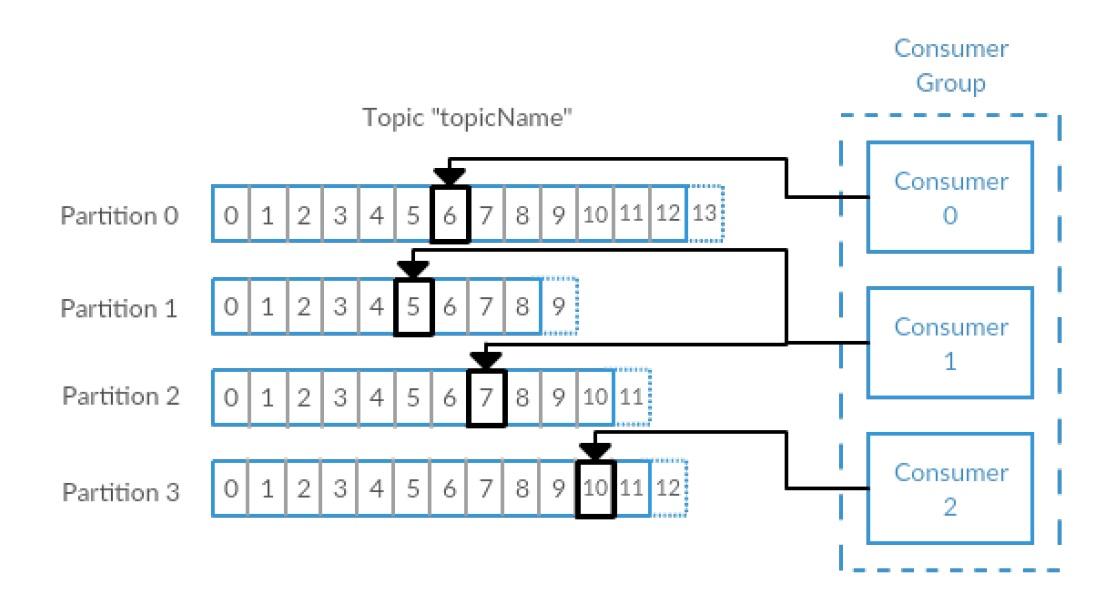 Consumer
Group
Topic "topicName"
Partition 0 0 1 2 3 4 5 6 7 8 9 10 11 12 13
Consumer
0
Partition 1 0 1 2 3 4 5 6 7 8 9
Consumer
1
Partition 2 0 1 2 3 4 5 6 7 8 9 10 11
Partition 3 0 1 2 3 4 5 6 7 8 9 10 11 12
Consumer
2